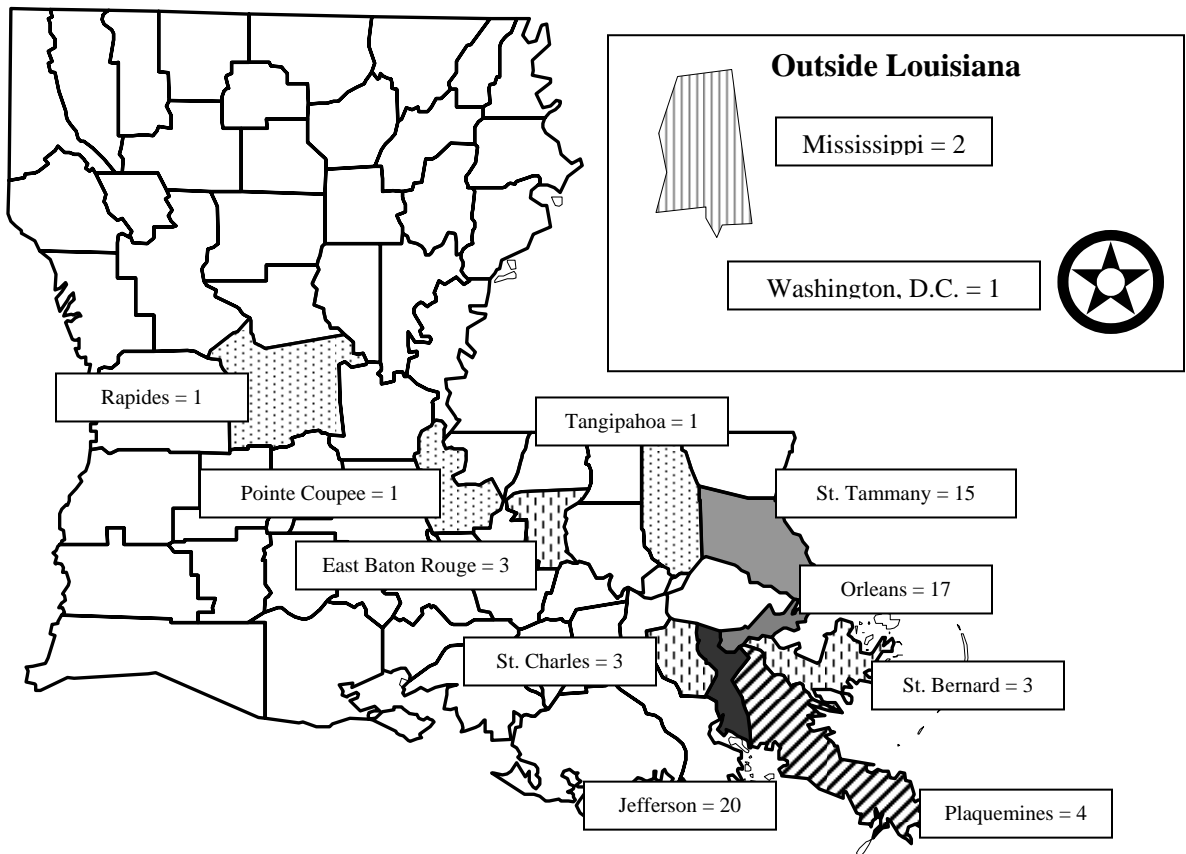 Outside Louisiana
Mississippi = 2
Washington, D.C. = 1
Rapides = 1
Tangipahoa = 1
Pointe Coupee = 1
St. Tammany = 15
East Baton Rouge = 3
Orleans = 17
St. Charles = 3
St. Bernard = 3
Jefferson = 20
Plaquemines = 4